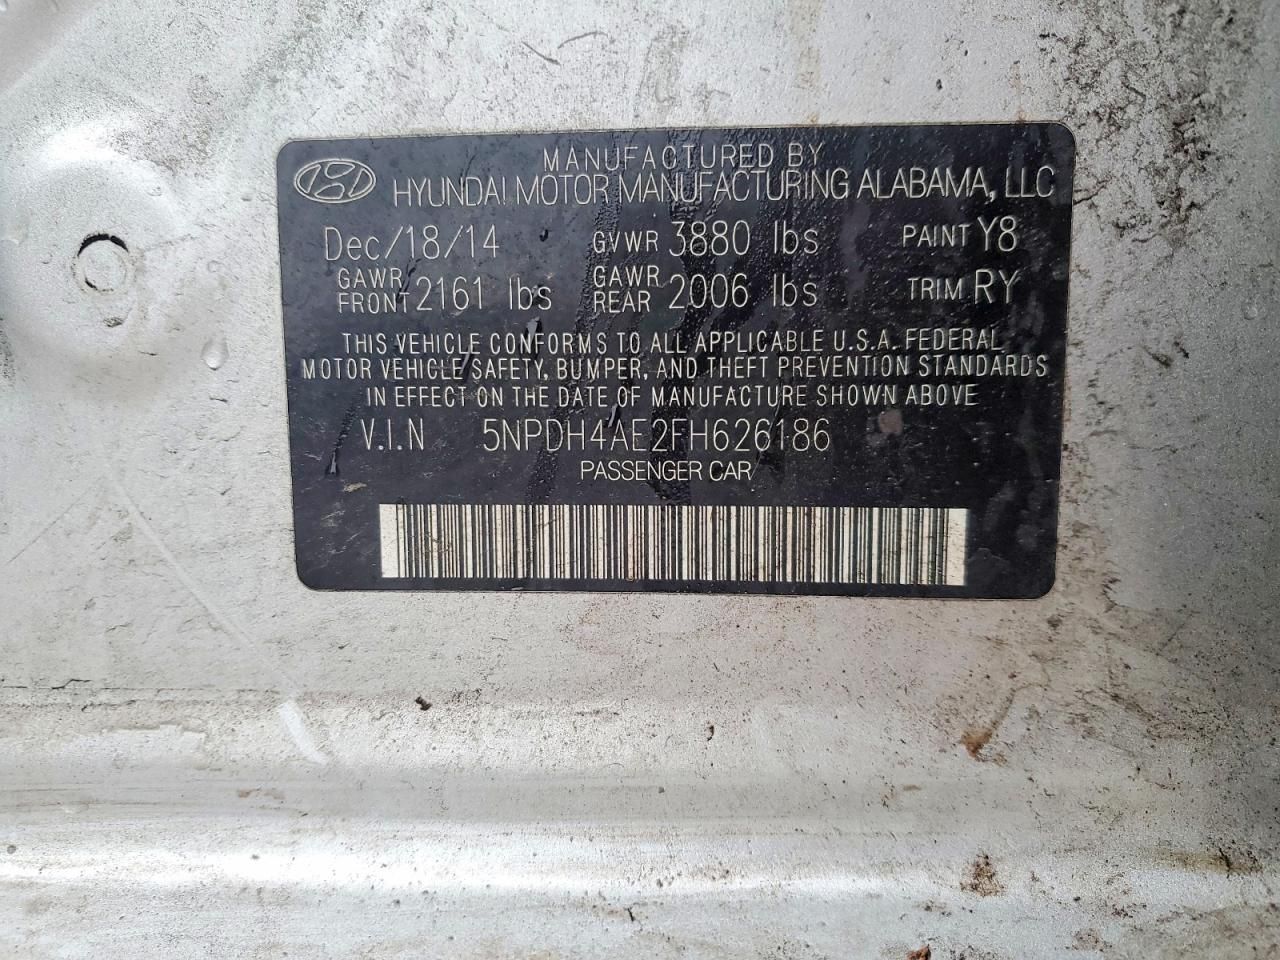 MANUFACTURED BY
HYUNDAI MOTOR MANUFACTURING ALABAMA, LLC
Dec/18/14 GVWR 3880 lbs PAINT Y8
GAWR FRONT 2161 lbs GAWR REAR 2006 lbs TRIM RY
THIS VEHICLE CONFORMS TO ALL APPLICABLE U.S.A. FEDERAL
MOTOR VEHICLE SAFETY, BUMPER, AND THEFT PREVENTION STANDARDS
IN EFFECT ON THE DATE OF MANUFACTURE SHOWN ABOVE
V.I.N 5NPDH4AE2FH626186
PASSENGER CAR